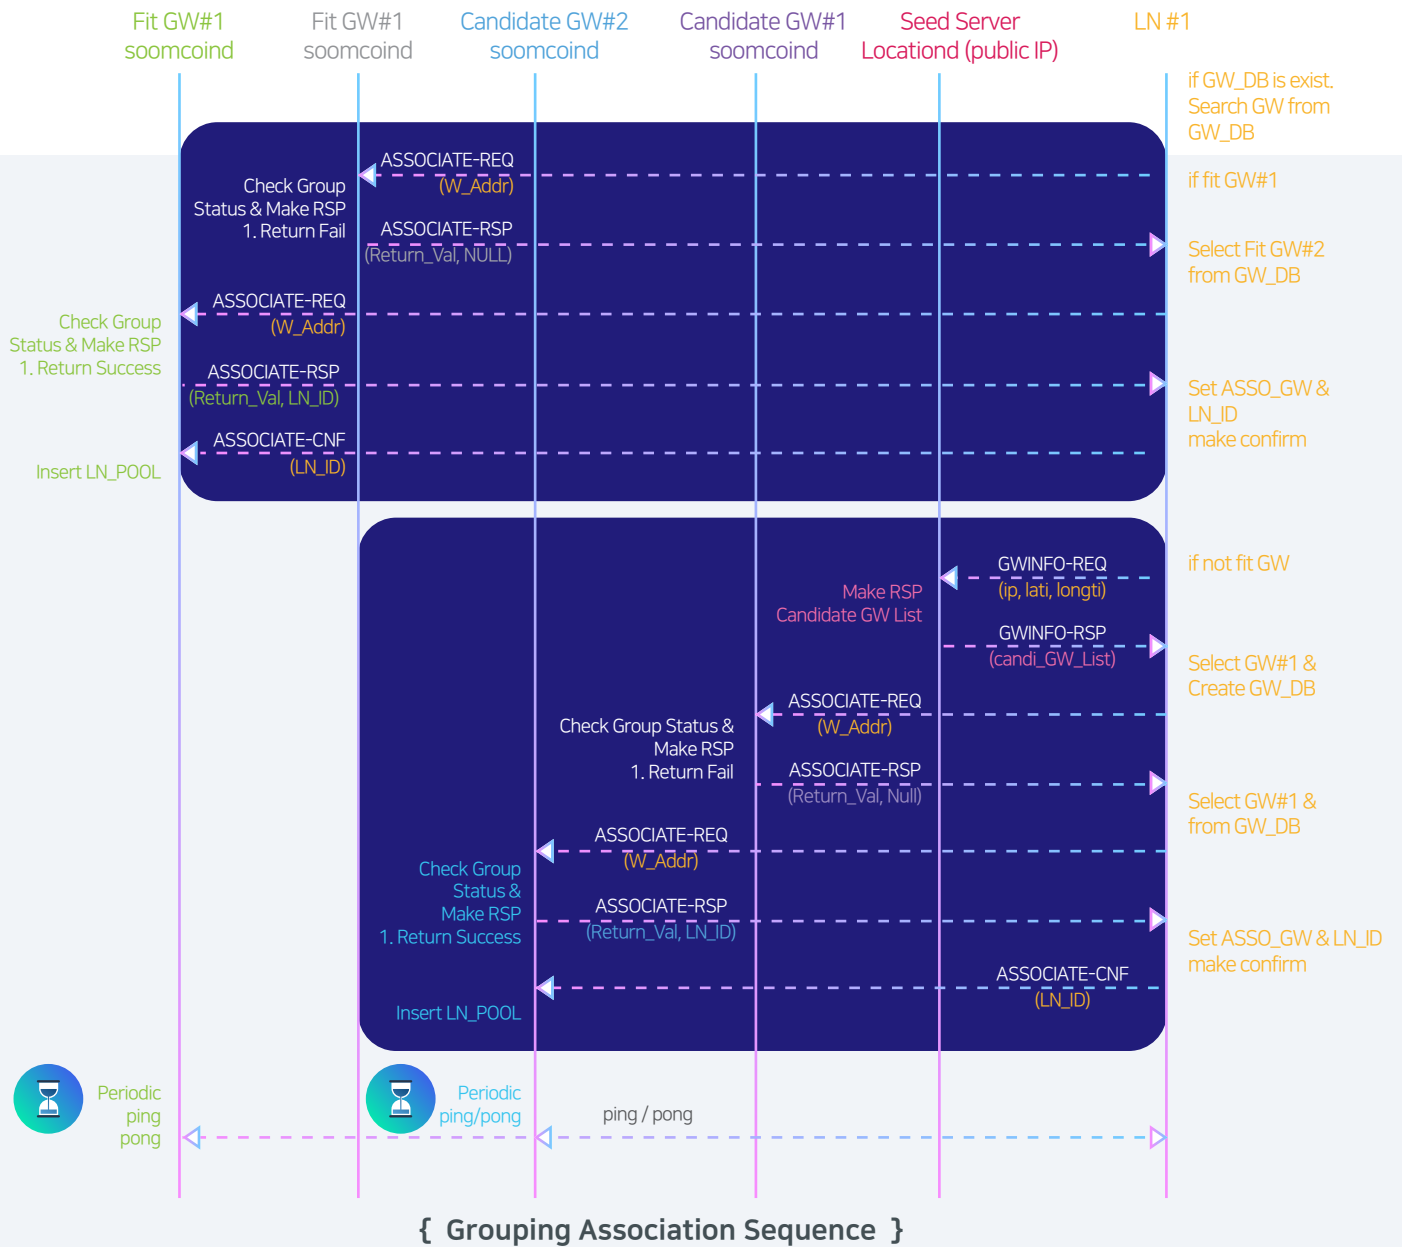 Fit GW#1
soomcoind
Fit GW#1
soomcoind
Candidate GW#2
soomcoind
Candidate GW#1
soomcoind
Seed Server
Locationd (public IP)
LN #1
if GW_DB is exist.
Search GW from
GW_DB
ASSOCIATE-REQ
(W_Addr)
if fit GW#1
Check Group
Status & Make RSP
1. Return Fail
ASSOCIATE-RSP
(Return_Val, NULL)
Select Fit GW#2
from GW_DB
ASSOCIATE-REQ
(W_Addr)
Check Group
Status & Make RSP
1. Return Success
ASSOCIATE-RSP
(Return_Val, LN_ID)
Set ASSO_GW &
LN_ID
make confirm
ASSOCIATE-CNF
(LN_ID)
Insert LN_POOL
if not fit GW
GWINFO-REQ
(ip, lati, longti)
Make RSP
Candidate GW List
GWINFO-RSP
(candi_GW_List)
Select GW#1 &
Create GW_DB
ASSOCIATE-REQ
(W_Addr)
Check Group Status &
Make RSP
1. Return Fail
ASSOCIATE-RSP
(Return_Val, Null)
Select GW#1 &
from GW_DB
ASSOCIATE-REQ
(W_Addr)
Check Group
Status &
Make RSP
1. Return Success
ASSOCIATE-RSP
(Return_Val, LN_ID)
Set ASSO_GW & LN_ID
make confirm
ASSOCIATE-CNF
(LN_ID)
Insert LN_POOL
Periodic
ping
pong
Periodic
ping/pong
ping / pong
{ Grouping Association Sequence }